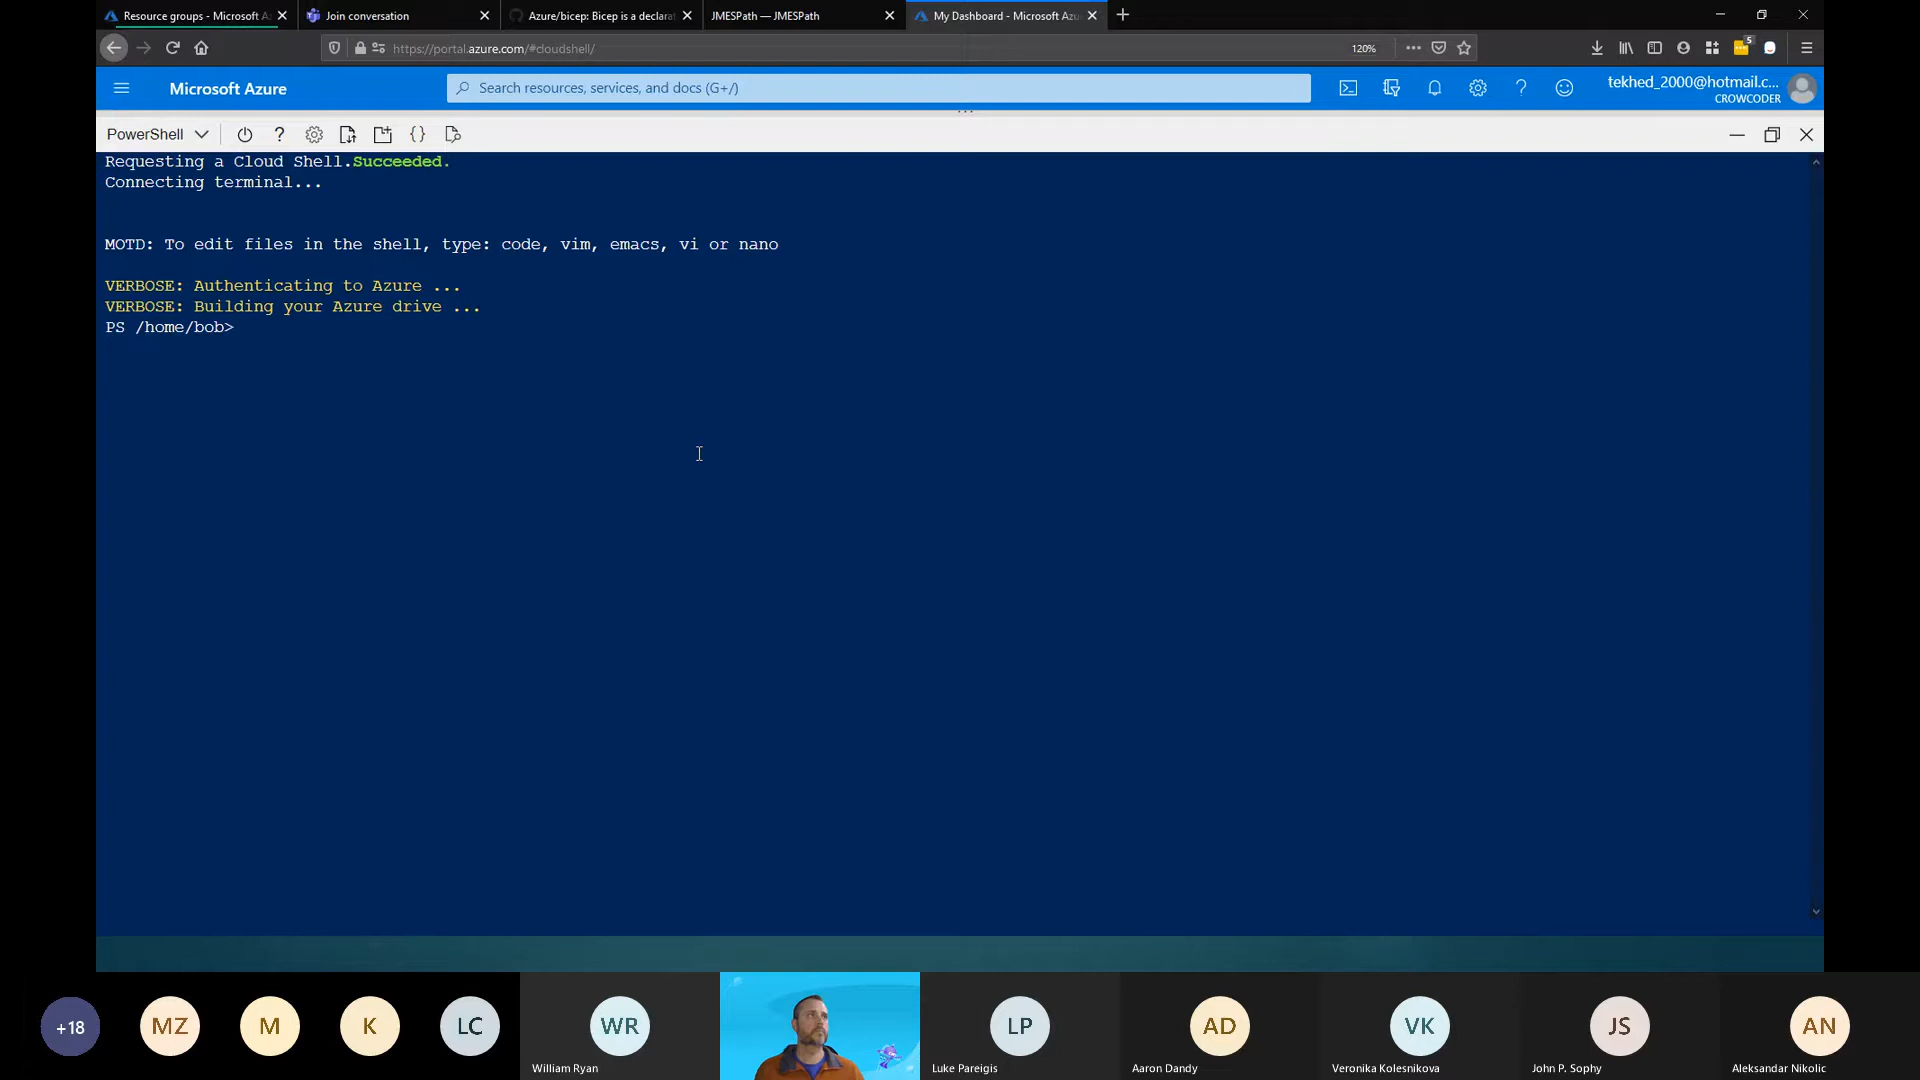 Resource groups - Microsoft A
Join conversation
Azure/bicep: Bicep is a declarat
JMESPath — JMESPath
My Dashboard - Microsoft Azu
https://portal.azure.com/#cloudshell/
120%
5
Microsoft Azure
Search resources, services, and docs (G+/)
tekhed_2000@hotmail.c...
CROWCODER
PowerShell
Requesting a Cloud Shell.Succeeded.
Connecting terminal...
MOTD: To edit files in the shell, type: code, vim, emacs, vi or nano
VERBOSE: Authenticating to Azure ...
VERBOSE: Building your Azure drive ...
PS /home/bob>
+18
MZ
M
K
LC
WR
LP
AD
VK
JS
AN
William Ryan
Luke Pareigis
Aaron Dandy
Veronika Kolesnikova
John P. Sophy
Aleksandar Nikolic